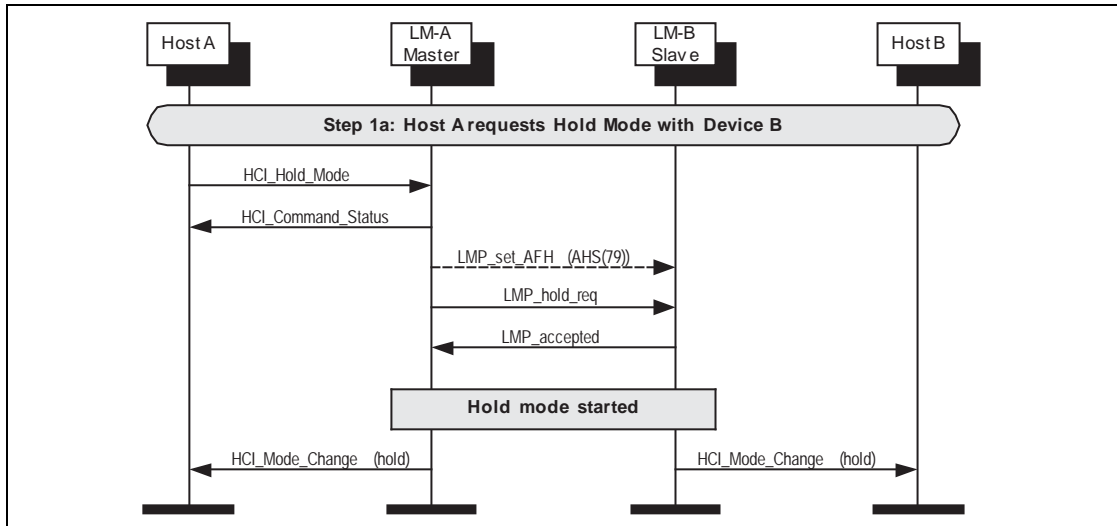 Host A
LM-A
Master
LM-B
Slave
Host B
Step 1a: Host A requests Hold Mode with Device B
HCI_Hold_Mode
HCI_Command_Status
LMP_set_AFH (AHS(79))
LMP_hold_req
LMP_accepted
Hold mode started
HCI_Mode_Change (hold)
HCI_Mode_Change (hold)